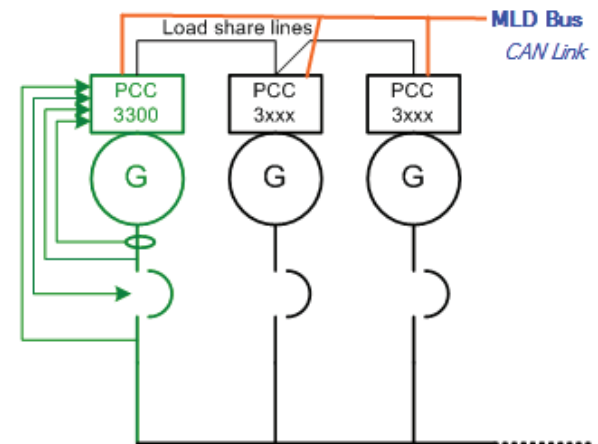 MLD Bus
Load share lines
CAN Link
PCC
3300
PCC
3xxx
PCC
3xxx
G
G
G